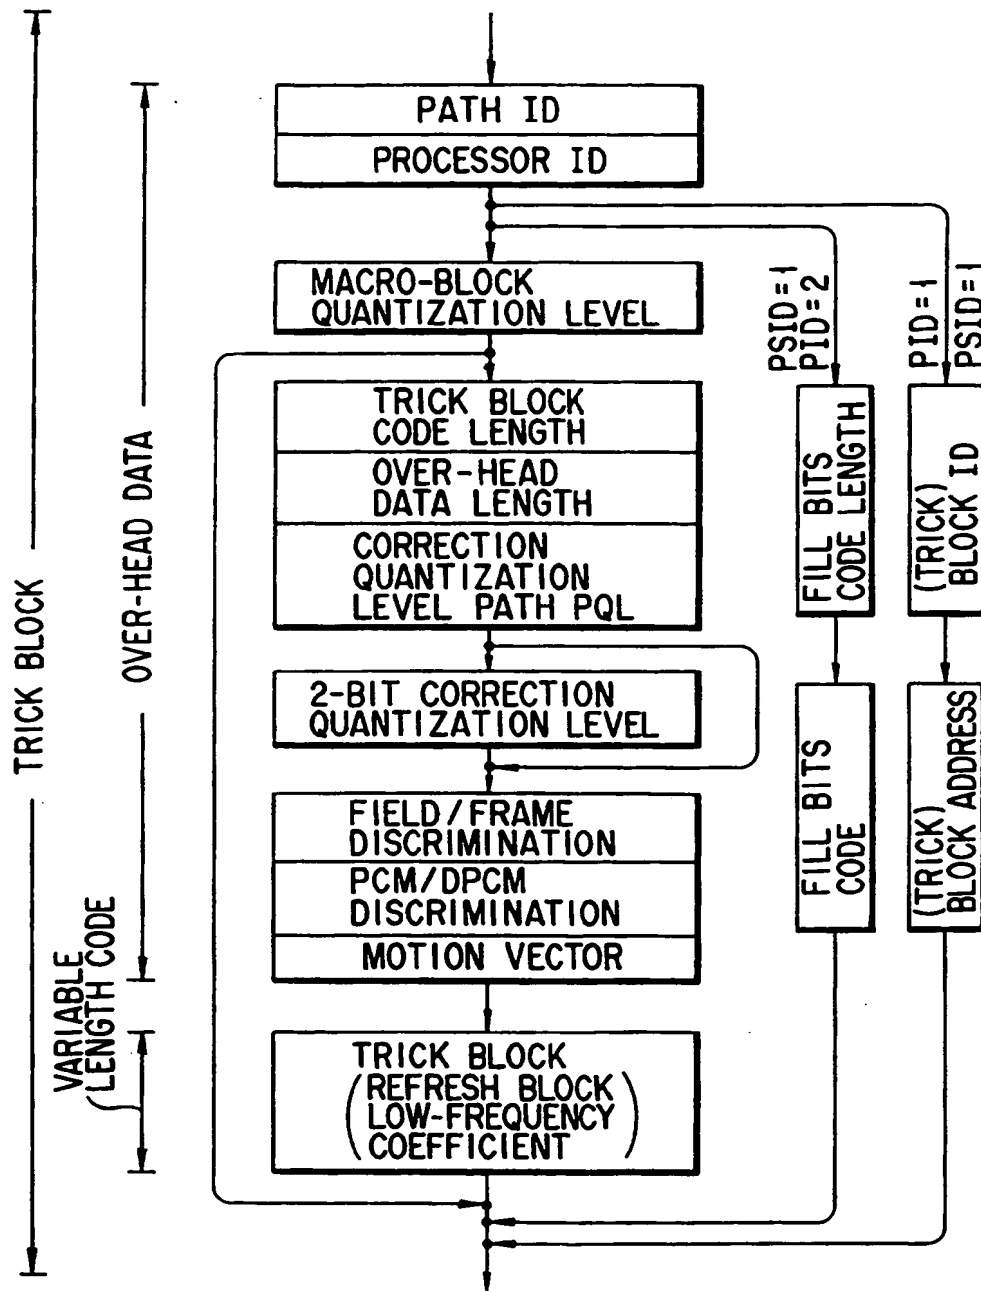 PATH ID
PROCESSOR ID
MACRO-BLOCK
QUANTIZATION LEVEL
TRICK BLOCK
CODE LENGTH
OVER-HEAD
DATA LENGTH
CORRECTION
QUANTIZATION
LEVEL PATH PQL
2-BIT CORRECTION
QUANTIZATION LEVEL
FIELD/FRAME
DISCRIMINATION
PCM/DPCM
DISCRIMINATION
MOTION VECTOR
TRICK BLOCK
(REFRESH BLOCK
LOW-FREQUENCY
COEFFICIENT)
TRICK BLOCK
OVER-HEAD DATA
VARIABLE
LENGTH CODE
PSID=1
PID=2
FILL BITS
CODE LENGTH
FILL BITS
CODE
PID=1
PSID=1
(TRICK)
BLOCK ID
(TRICK)
BLOCK ADDRESS